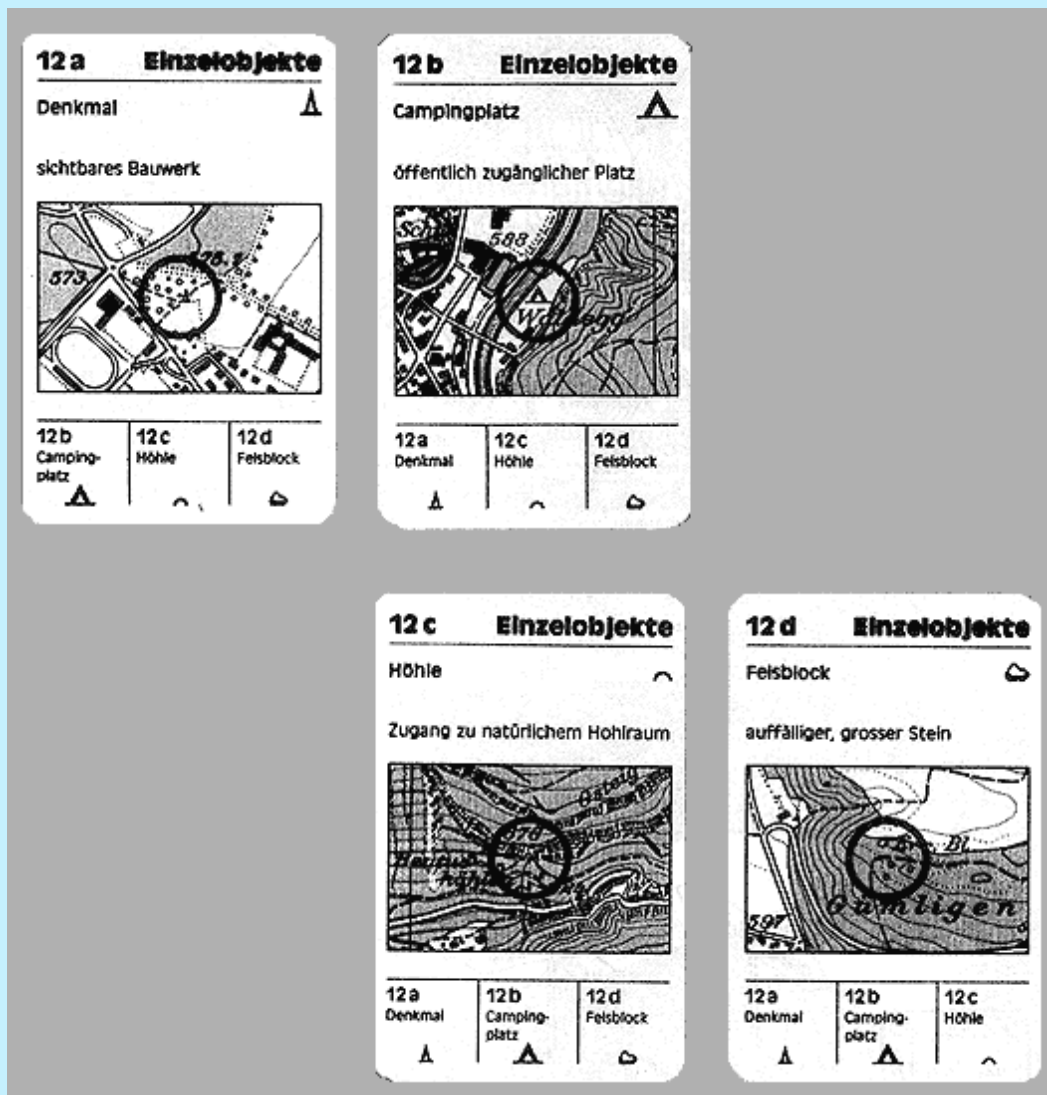 12 a Einzelobjekte
Denkmal
sichtbares Bauwerk
573
12 b
Camping-
platz
12 c
Höhle
12 d
Felsblock
12 b Einzelobjekte
Campingplatz
öffentlich zugänglicher Platz
Sch
588
12 a
Denkmal
12 c
Höhle
12 d
Felsblock
12 c Einzelobjekte
Höhle
Zugang zu natürlichem Hohlraum
12 a
Denkmal
12 b
Camping-
platz
12 d
Felsblock
12 d Einzelobjekte
Felsblock
auffälliger, grosser Stein
Bl.
Gümligen
597
12 a
Denkmal
12 b
Camping-
platz
12 c
Höhle